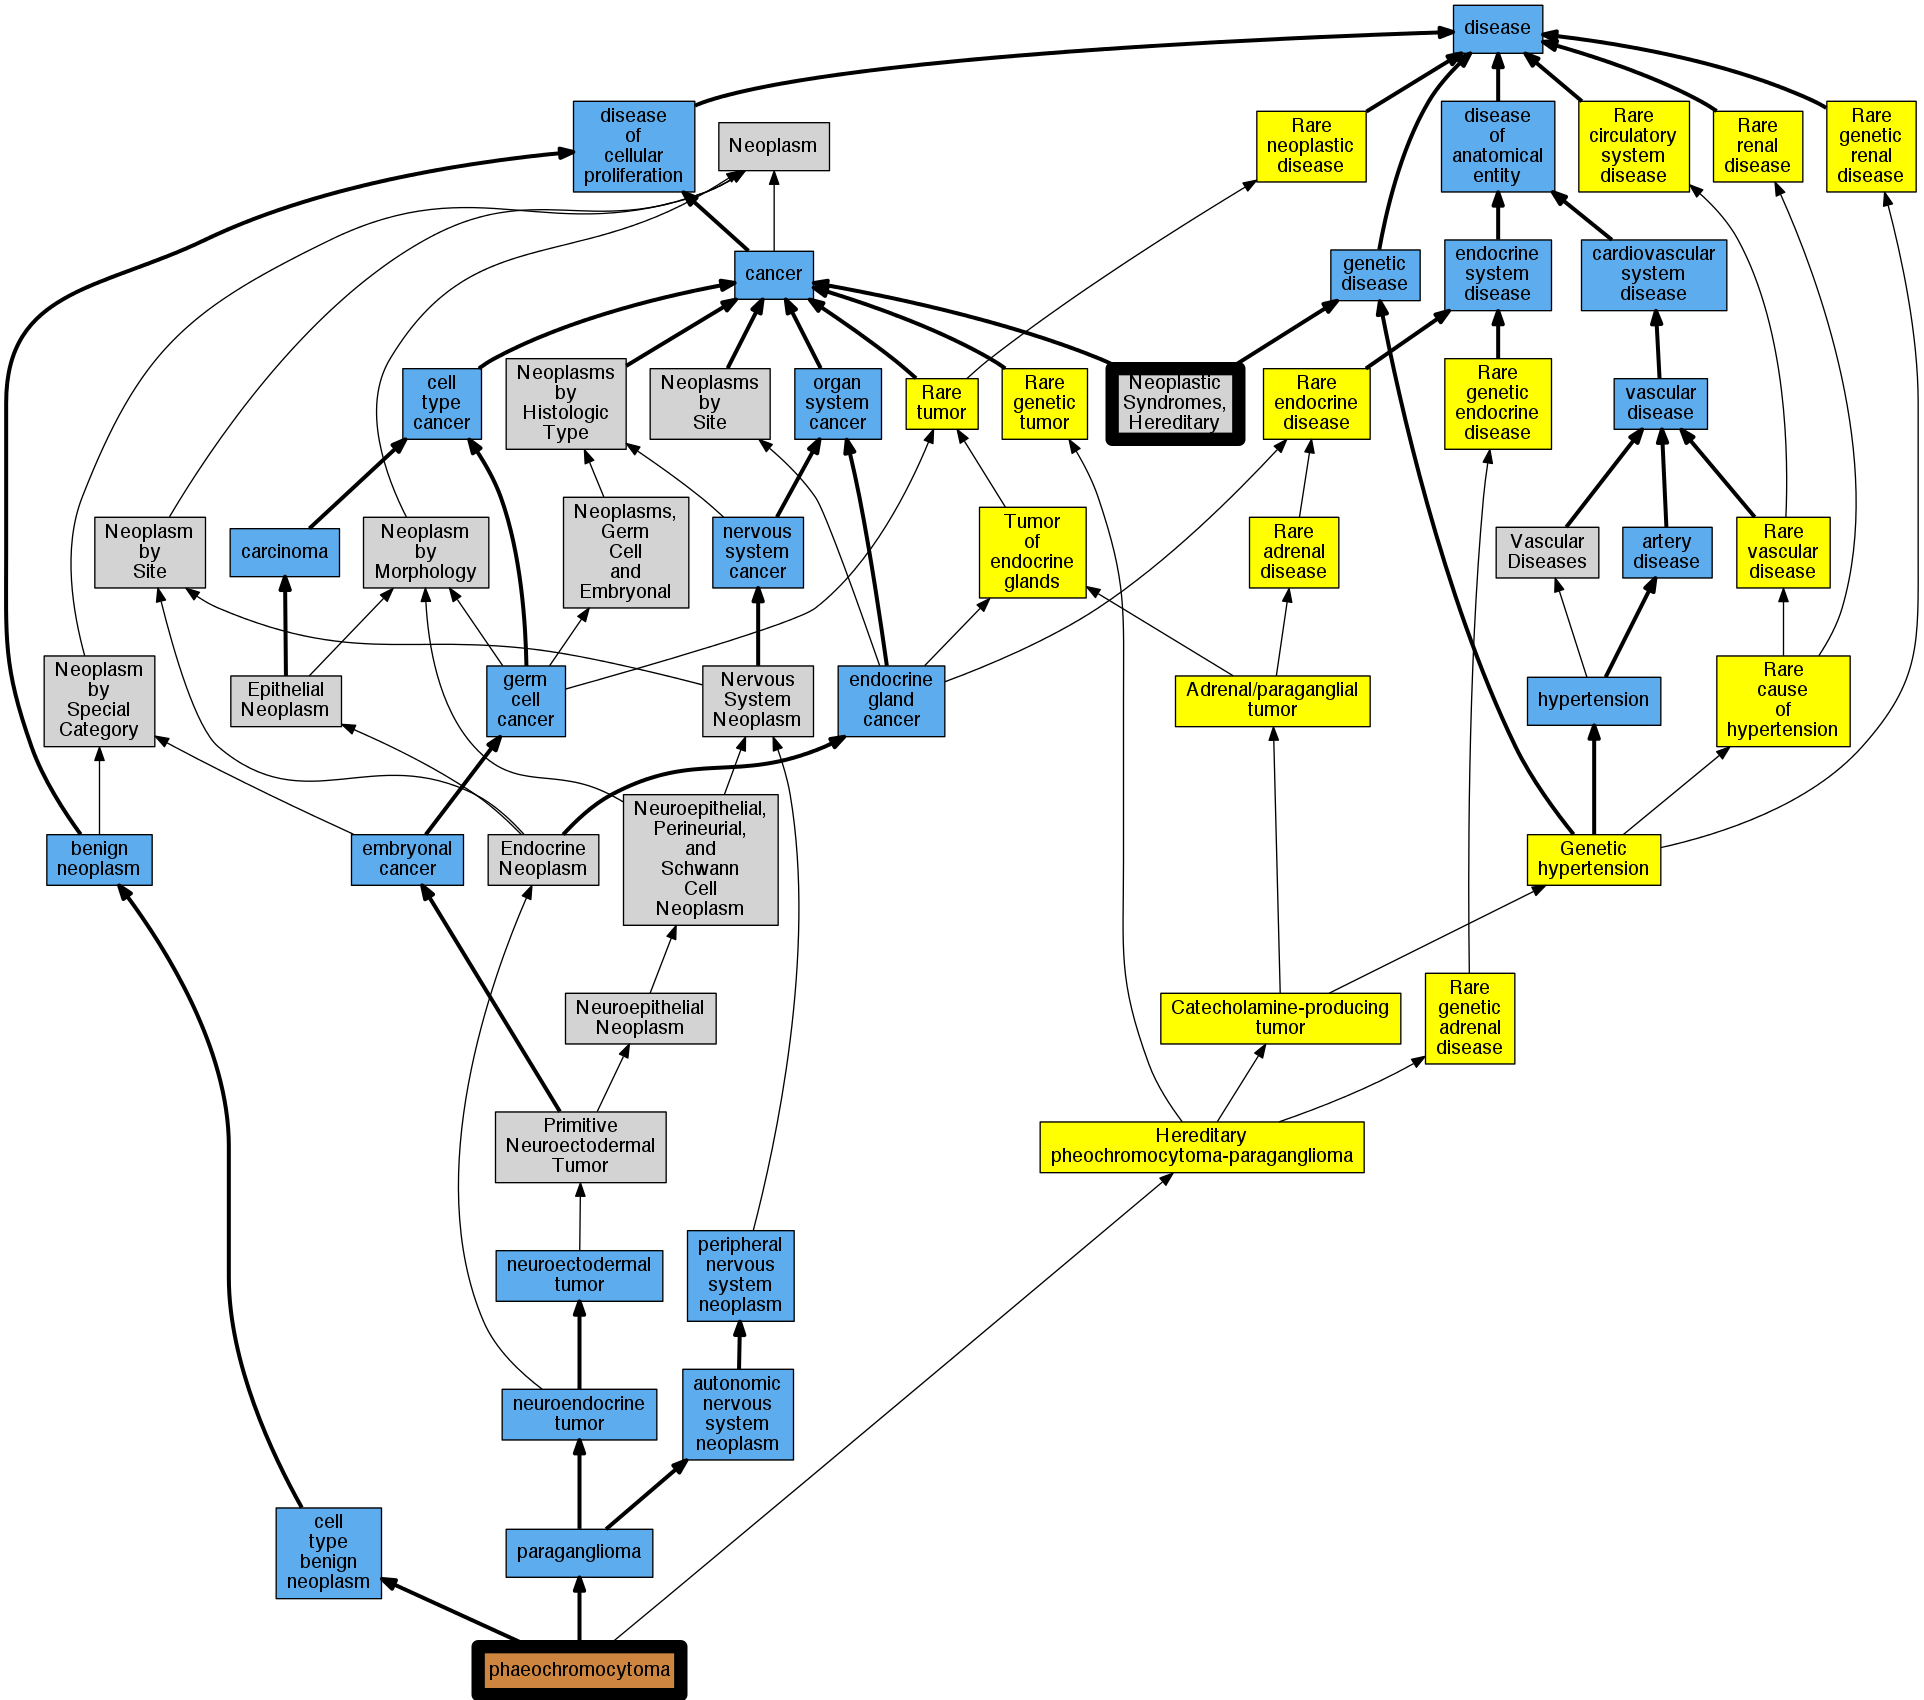 disease
disease
of
cellular
proliferation
Neoplasm
Rare
neoplastic
disease
disease
of
anatomical
entity
Rare
circulatory
system
disease
Rare
renal
disease
Rare
genetic
renal
disease
cancer
genetic
disease
endocrine
system
disease
cardiovascular
system
disease
cell
type
cancer
Neoplasms
by
Histologic
Type
Neoplasms
by
Site
organ
system
cancer
Rare
tumor
Rare
genetic
tumor
Neoplastic
Syndromes,
Hereditary
Rare
endocrine
disease
Rare
genetic
endocrine
disease
vascular
disease
Neoplasm
by
Site
carcinoma
Neoplasm
by
Morphology
Neoplasms,
Germ
Cell
and
Embryonal
nervous
system
cancer
Tumor
of
endocrine
glands
Rare
adrenal
disease
Vascular
Diseases
artery
disease
Rare
vascular
disease
Neoplasm
by
Special
Category
Epithelial
Neoplasm
germ
cell
cancer
Nervous
System
Neoplasm
endocrine
gland
cancer
Adrenal/paraganglial
tumor
hypertension
Rare
cause
of
hypertension
benign
neoplasm
embryonal
cancer
Endocrine
Neoplasm
Neuroepithelial,
Perineurial,
and
Schwann
Cell
Neoplasm
Genetic
hypertension
Neuroepithelial
Neoplasm
Catecholamine-producing
tumor
Rare
genetic
adrenal
disease
Primitive
Neuroectodermal
Tumor
Hereditary
pheochromocytoma-paraganglioma
neuroectodermal
tumor
peripheral
nervous
system
neoplasm
neuroendocrine
tumor
autonomic
nervous
system
neoplasm
cell
type
benign
neoplasm
paraganglioma
phaeochromocytoma